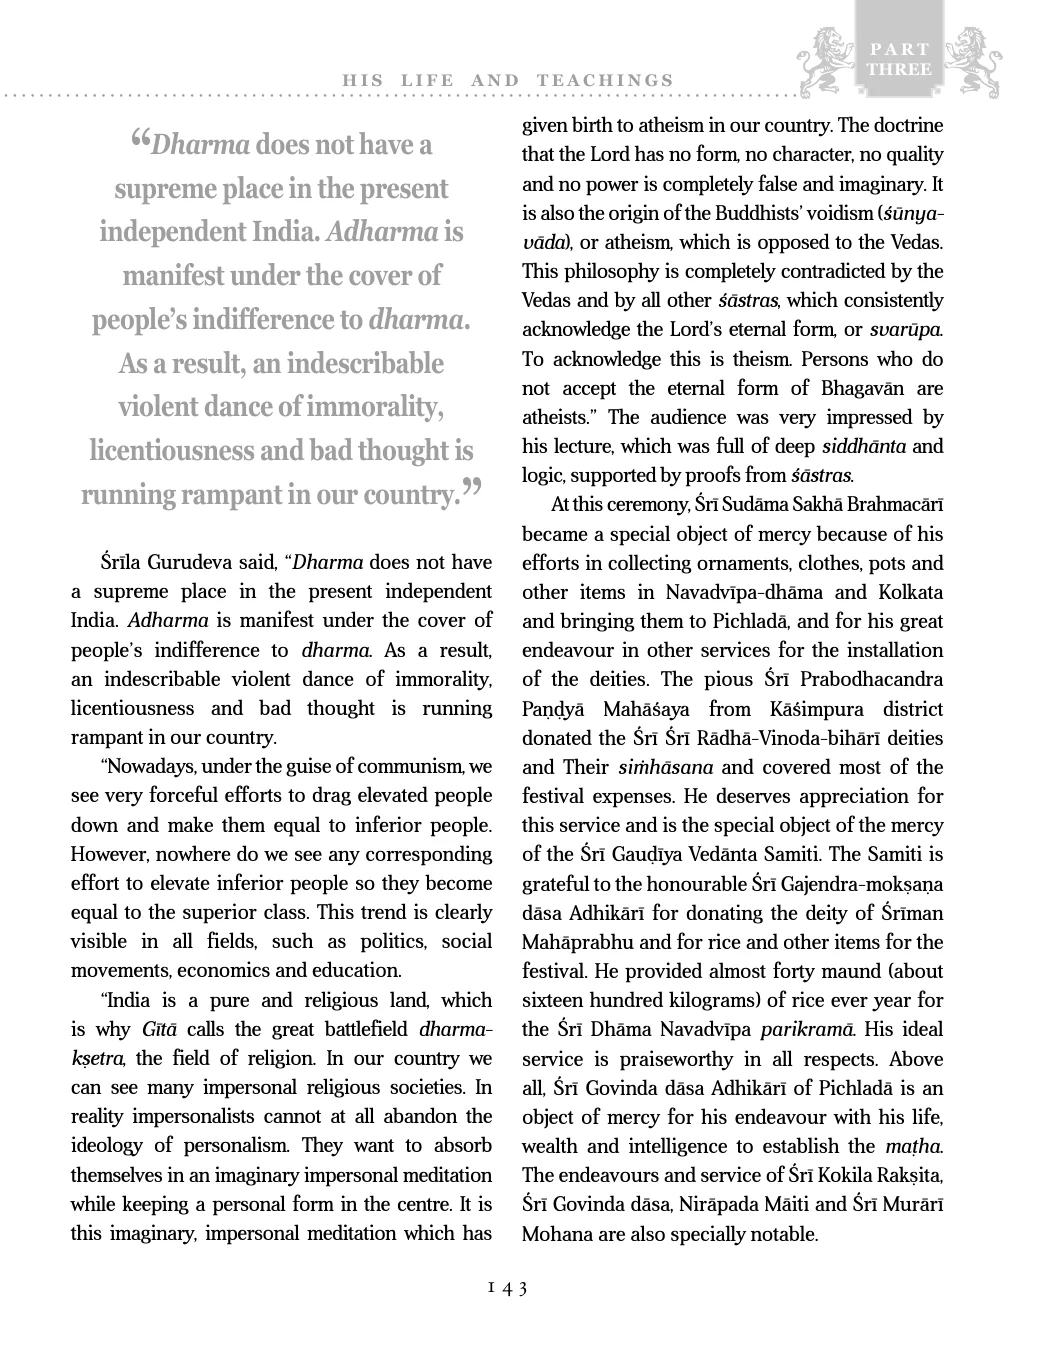 PART
THREE
HIS LIFE AND TEACHINGS
“Dharma does not have a
supreme place in the present
independent India. Adharma is
manifest under the cover of
people’s indifference to dharma.
As a result, an indescribable
violent dance of immorality,
licentiousness and bad thought is
running rampant in our country.”
Śrīla Gurudeva said, “Dharma does not have
a supreme place in the present independent
India. Adharma is manifest under the cover of
people’s indifference to dharma. As a result,
an indescribable violent dance of immorality,
licentiousness and bad thought is running
rampant in our country.
“Nowadays, under the guise of communism, we
see very forceful efforts to drag elevated people
down and make them equal to inferior people.
However, nowhere do we see any corresponding
effort to elevate inferior people so they become
equal to the superior class. This trend is clearly
visible in all fields, such as politics, social
movements, economics and education.
“India is a pure and religious land, which
is why Gītā calls the great battlefield dharma-
kṣetra, the field of religion. In our country we
can see many impersonal religious societies. In
reality impersonalists cannot at all abandon the
ideology of personalism. They want to absorb
themselves in an imaginary impersonal meditation
while keeping a personal form in the centre. It is
this imaginary, impersonal meditation which has
given birth to atheism in our country. The doctrine
that the Lord has no form, no character, no quality
and no power is completely false and imaginary. It
is also the origin of the Buddhists’ voidism (śūnya-
vāda), or atheism, which is opposed to the Vedas.
This philosophy is completely contradicted by the
Vedas and by all other śāstras, which consistently
acknowledge the Lord’s eternal form, or svarūpa.
To acknowledge this is theism. Persons who do
not accept the eternal form of Bhagavān are
atheists.” The audience was very impressed by
his lecture, which was full of deep siddhānta and
logic, supported by proofs from śāstras.
At this ceremony, Śrī Sudāma Sakhā Brahmacārī
became a special object of mercy because of his
efforts in collecting ornaments, clothes, pots and
other items in Navadvīpa-dhāma and Kolkata
and bringing them to Pichladā, and for his great
endeavour in other services for the installation
of the deities. The pious Śrī Prabodhacandra
Paṇḍyā Mahāśaya from Kāśimpura district
donated the Śrī Śrī Rādhā-Vinoda-bihārī deities
and Their siṁhāsana and covered most of the
festival expenses. He deserves appreciation for
this service and is the special object of the mercy
of the Śrī Gauḍīya Vedānta Samiti. The Samiti is
grateful to the honourable Śrī Gajendra-mokṣaṇa
dāsa Adhikārī for donating the deity of Śrīman
Mahāprabhu and for rice and other items for the
festival. He provided almost forty maund (about
sixteen hundred kilograms) of rice ever year for
the Śrī Dhāma Navadvīpa parikramā. His ideal
service is praiseworthy in all respects. Above
all, Śrī Govinda dāsa Adhikārī of Pichladā is an
object of mercy for his endeavour with his life,
wealth and intelligence to establish the maṭha.
The endeavours and service of Śrī Kokila Rakṣita,
Śrī Govinda dāsa, Nirāpada Māiti and Śrī Murārī
Mohana are also specially notable.
143